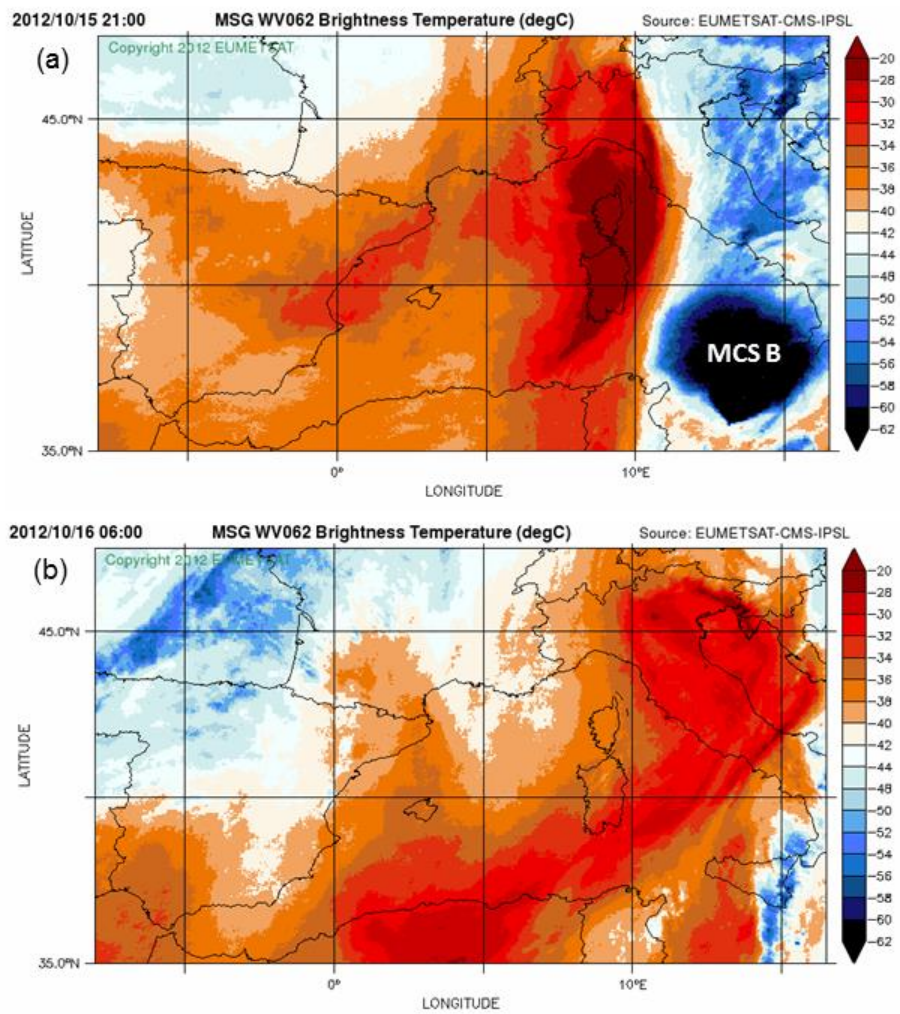 2012/10/15 21:00 MSG WV062 Brightness Temperature (degC) Source: EUMETSAT-CMS-IPSL
(a)
Copyright 2012 EUMETSAT
45.0°N
LATITUDE
MCS B
35.0°N
0° 10°E
LONGITUDE
-20
-28
-30
-32
-34
-38
-40
-42
-44
-50
-52
-54
-56
-58
-60
-62
2012/10/16 06:00 MSG WV062 Brightness Temperature (degC) Source: EUMETSAT-CMS-IPSL
(b)
Copyright 2012 EUMETSAT
45.0°N
LATITUDE
35.0°N
0° 10°E
LONGITUDE
-20
-28
-30
-32
-34
-38
-40
-42
-44
-50
-52
-54
-56
-58
-60
-62